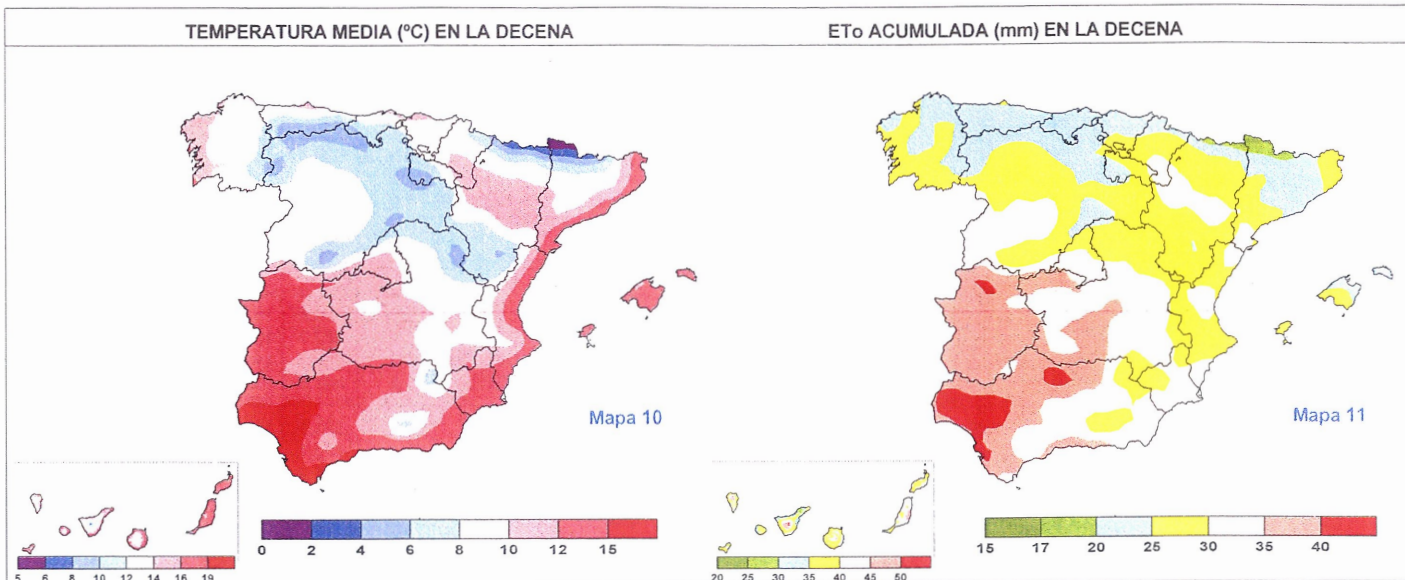 TEMPERATURA MEDIA (ºC) EN LA DECENA
ETo ACUMULADA (mm) EN LA DECENA
Mapa 10
Mapa 11
0 2 4 6 8 10 12 15
5 6 8 10 12 14 16 19
15 17 20 25 30 35 40
20 25 30 35 40 45 50